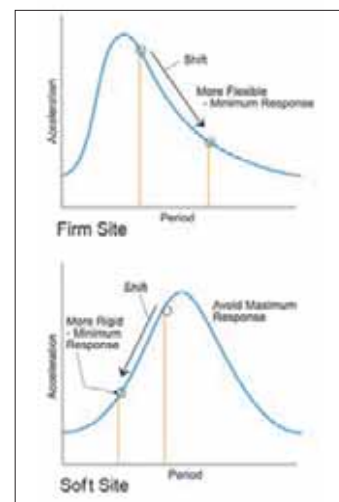 Acceleration
Shift
More Flexible
- Minimum Response
Period
Firm Site
Acceleration
Shift
More Rigid
- Minimum
Response
Avoid Maximum
Response
Period
Soft Site